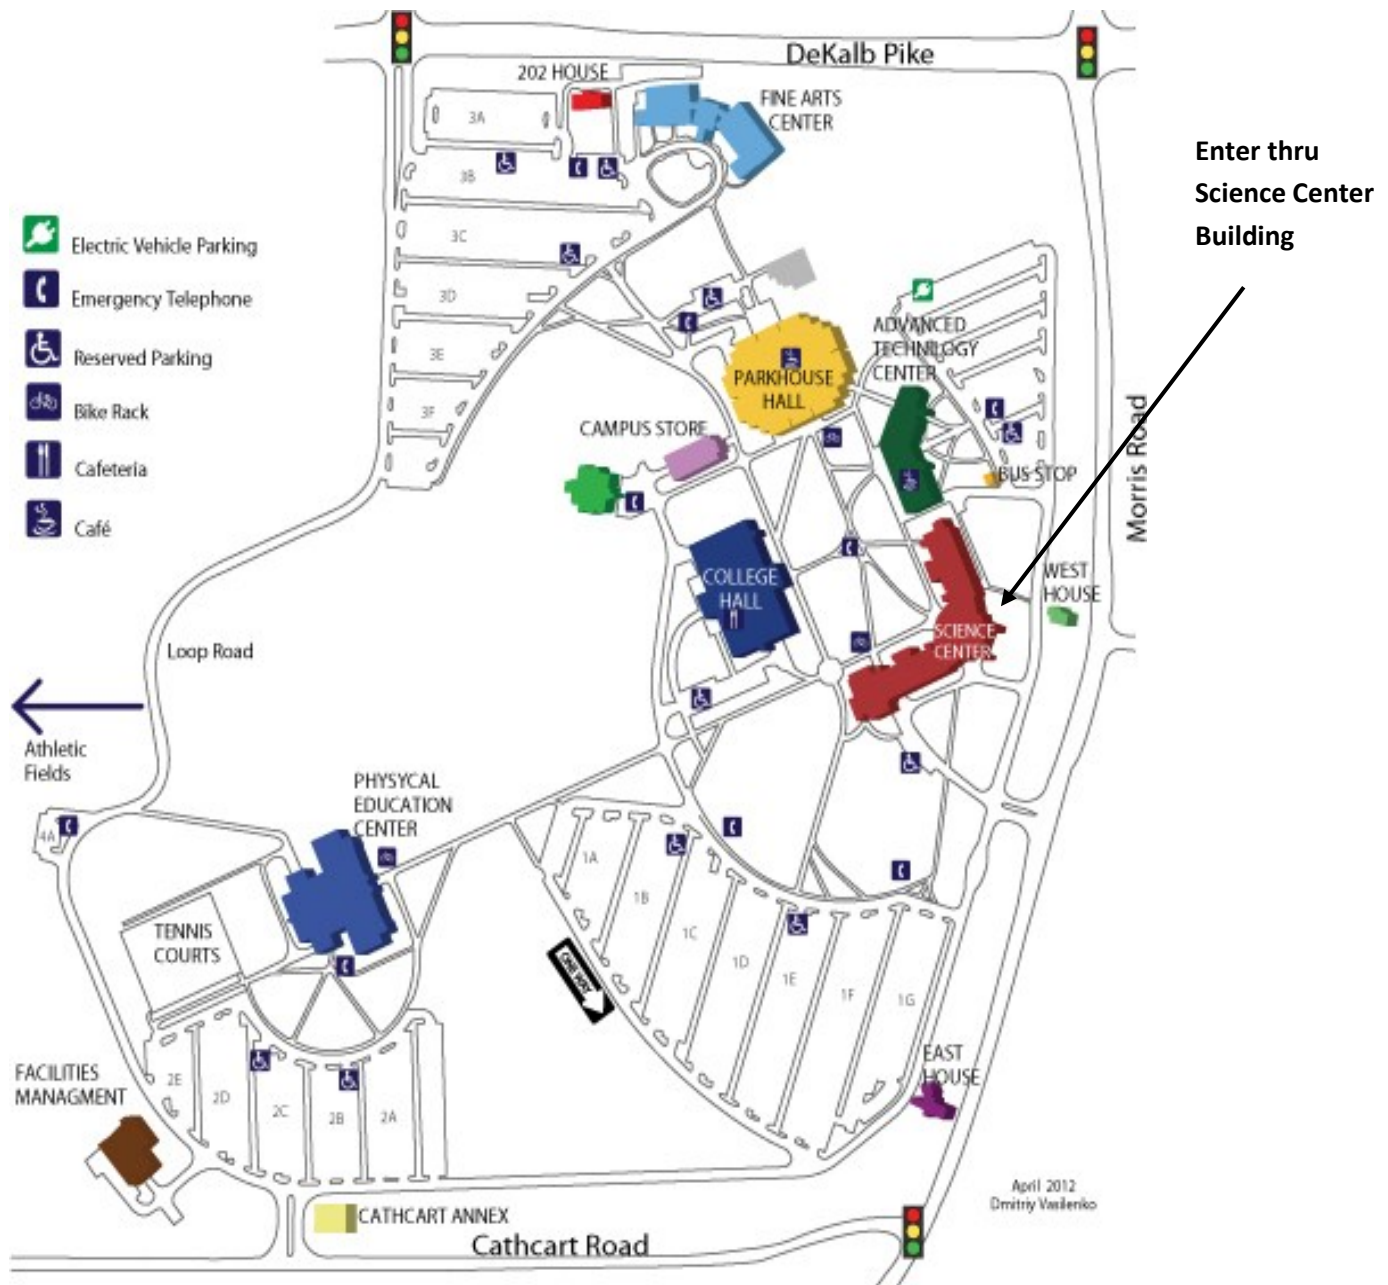 DeKalb Pike
202 HOUSE
FINE ARTS
CENTER
3A
3B
3C
3D
3E
3F
Enter thru
Science Center
Building
Electric Vehicle Parking
Emergency Telephone
Reserved Parking
Bike Rack
Cafeteria
Café
ADVANCED
TECHNILOGY
CENTER
PARKHOUSE
HALL
CAMPUS STORE
BUS STOP
Morris Road
COLLEGE
HALL
WEST
HOUSE
SCIENCE
CENTER
Loop Road
Athletic
Fields
PHYSYCAL
EDUCATION
CENTER
4A
1A
1B
1C
1D
1E
1F
1G
TENNIS
COURTS
ONE WAY
EAST
HOUSE
FACILITIES
MANAGMENT
2E
2D
2C
2B
2A
CATHCART ANNEX
Cathcart Road
April 2012
Dmitriy Vasilenko